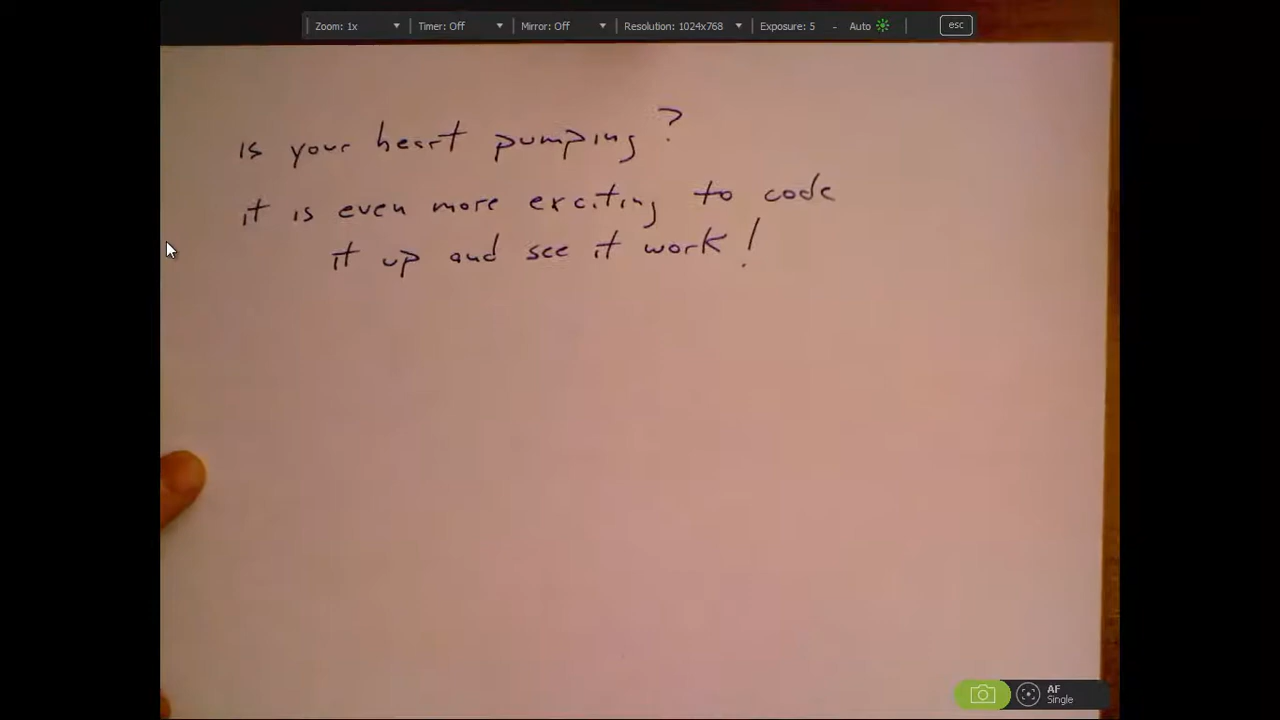 Zoom: 1x Timer: Off Mirror: Off Resolution: 1024x768 Exposure: 5 - Auto esc
is your heart pumping?
it is even more exciting to code
it up and see it work!
AF
Single